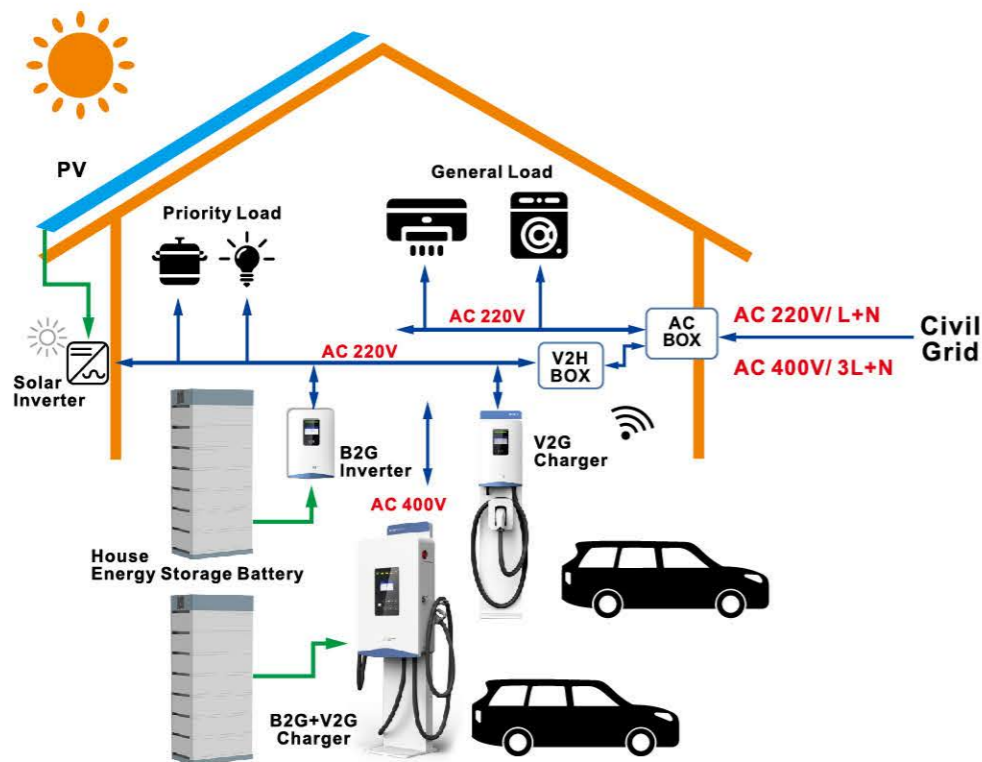 PV
General Load
Priority Load
AC 220V
AC
BOX
AC 220V/ L+N
Civil
Grid
AC 400V/ 3L+N
AC 220V
V2H
BOX
Solar
Inverter
B2G
Inverter
V2G
Charger
AC 400V
House
Energy Storage Battery
B2G+V2G
Charger